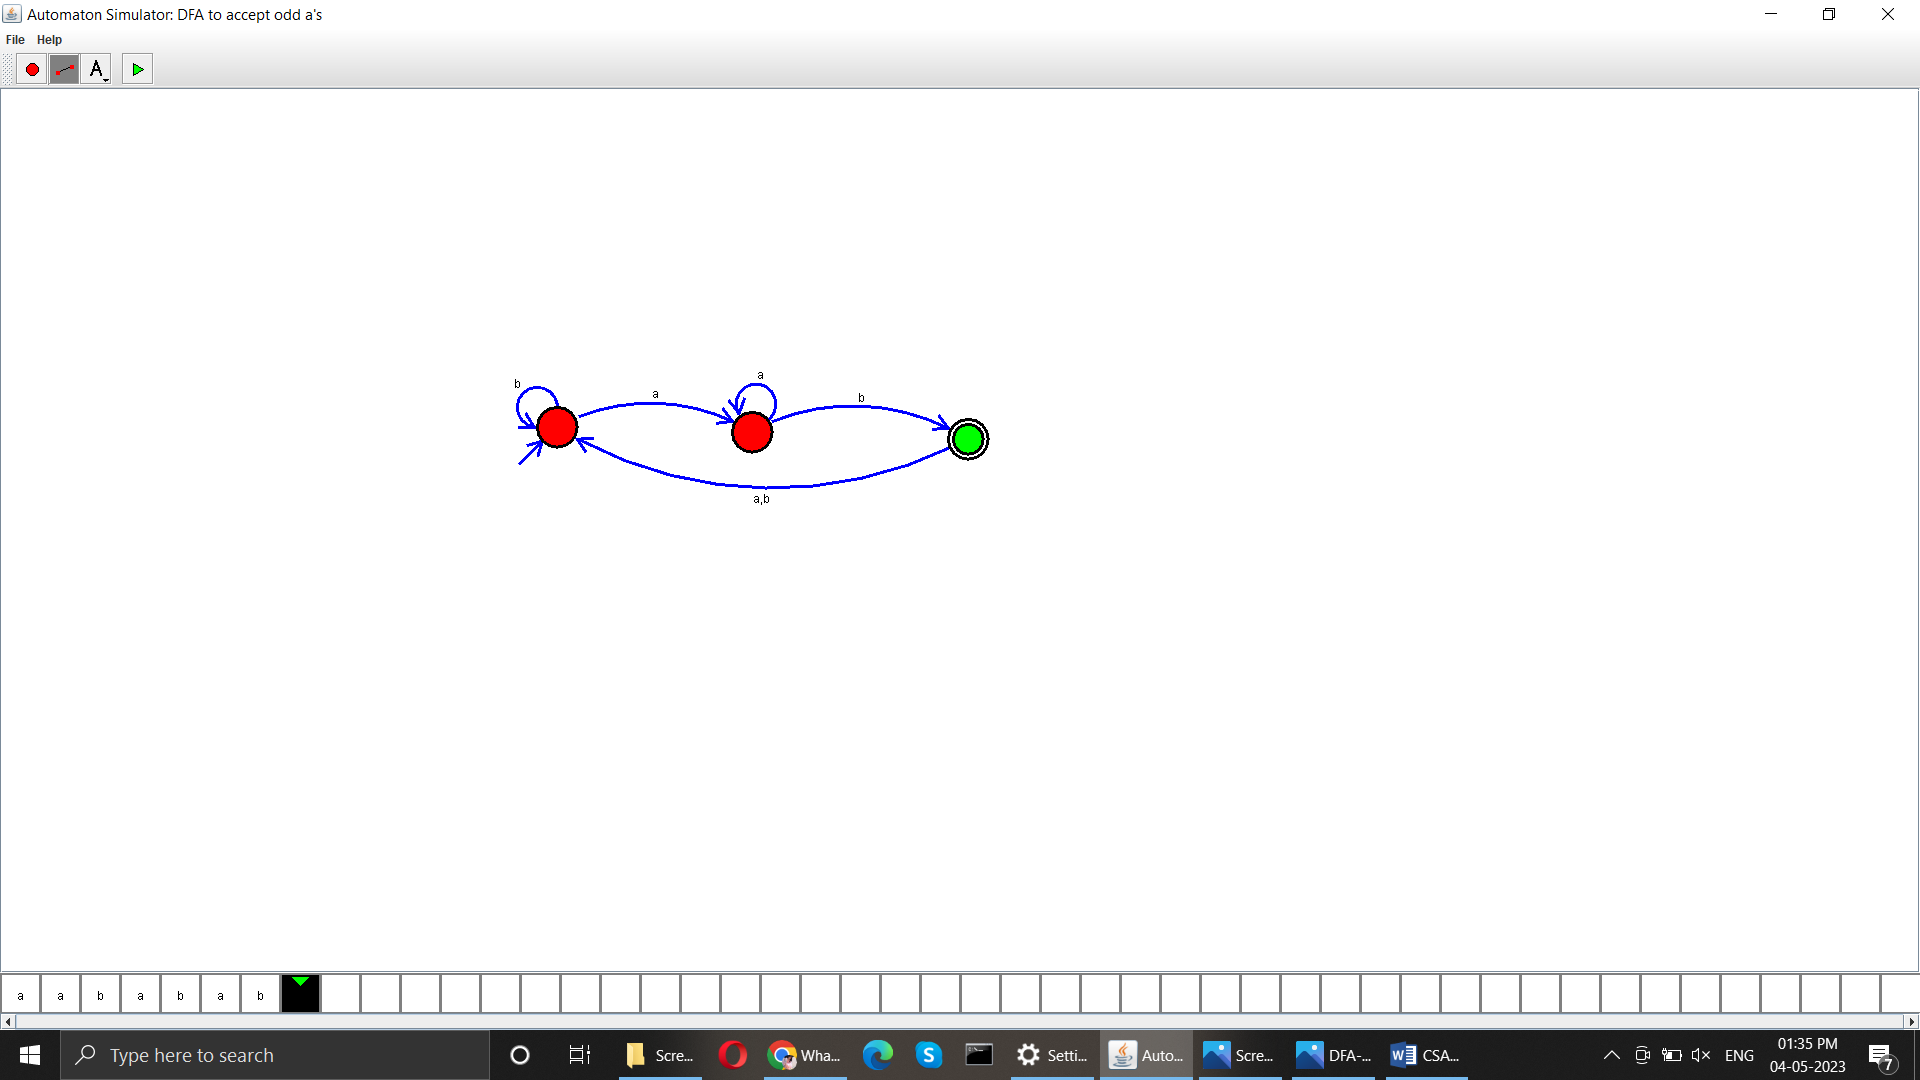 Automaton Simulator: DFA to accept odd a's
File Help
A
a
b
a
b
a,b
a a b a b a b
Type here to search
Scre...
Wha...
S
Setti...
Auto...
Scre...
DFA-...
W
CSA...
ENG
01:35 PM
04-05-2023
7